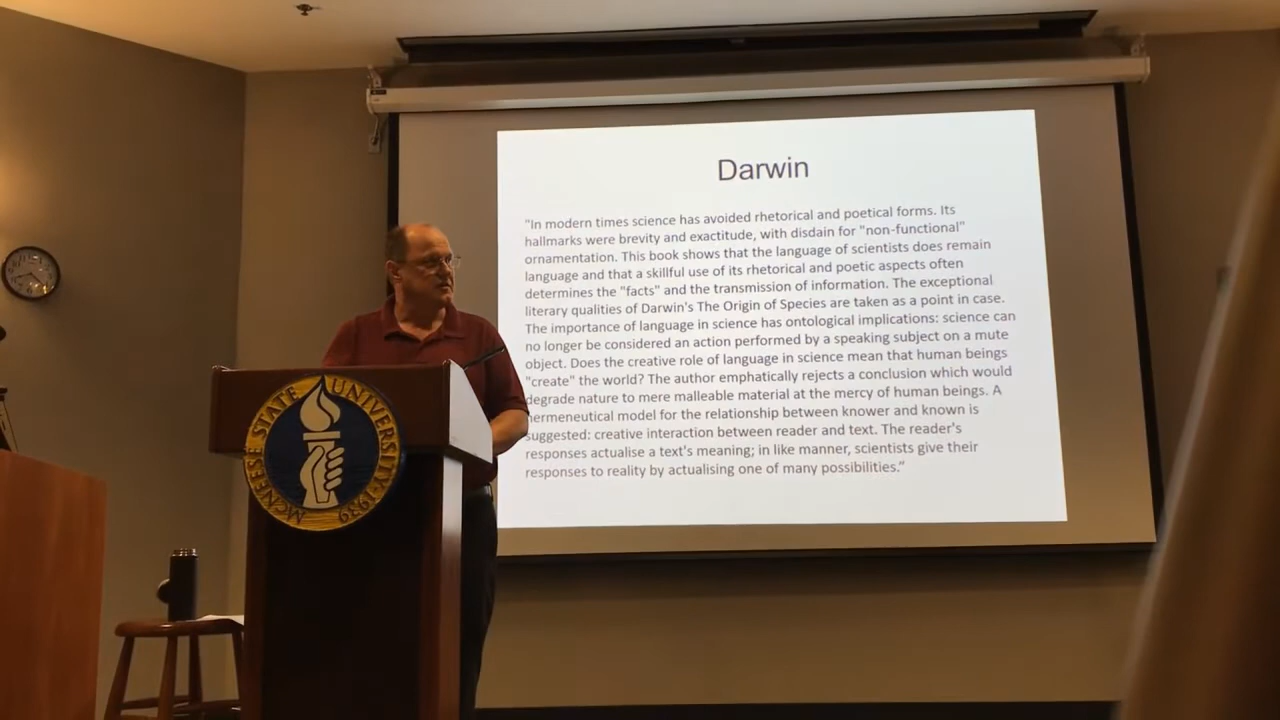 Darwin
"In modern times science has avoided rhetorical and poetical forms. Its
hallmarks were brevity and exactitude, with disdain for "non-functional"
ornamentation. This book shows that the language of scientists does remain
language and that a skillful use of its rhetorical and poetic aspects often
determines the "facts" and the transmission of information. The exceptional
literary qualities of Darwin's The Origin of Species are taken as a point in case.
The importance of language in science has ontological implications: science can
no longer be considered an action performed by a speaking subject on a mute
object. Does the creative role of language in science mean that human beings
"create" the world? The author emphatically rejects a conclusion which would
degrade nature to mere malleable material at the mercy of human beings. A
hermeneutical model for the relationship between knower and known is
suggested: creative interaction between reader and text. The reader's
responses actualise a text's meaning; in like manner, scientists give their
responses to reality by actualising one of many possibilities."
MCNEESE STATE UNIVERSITY 1939